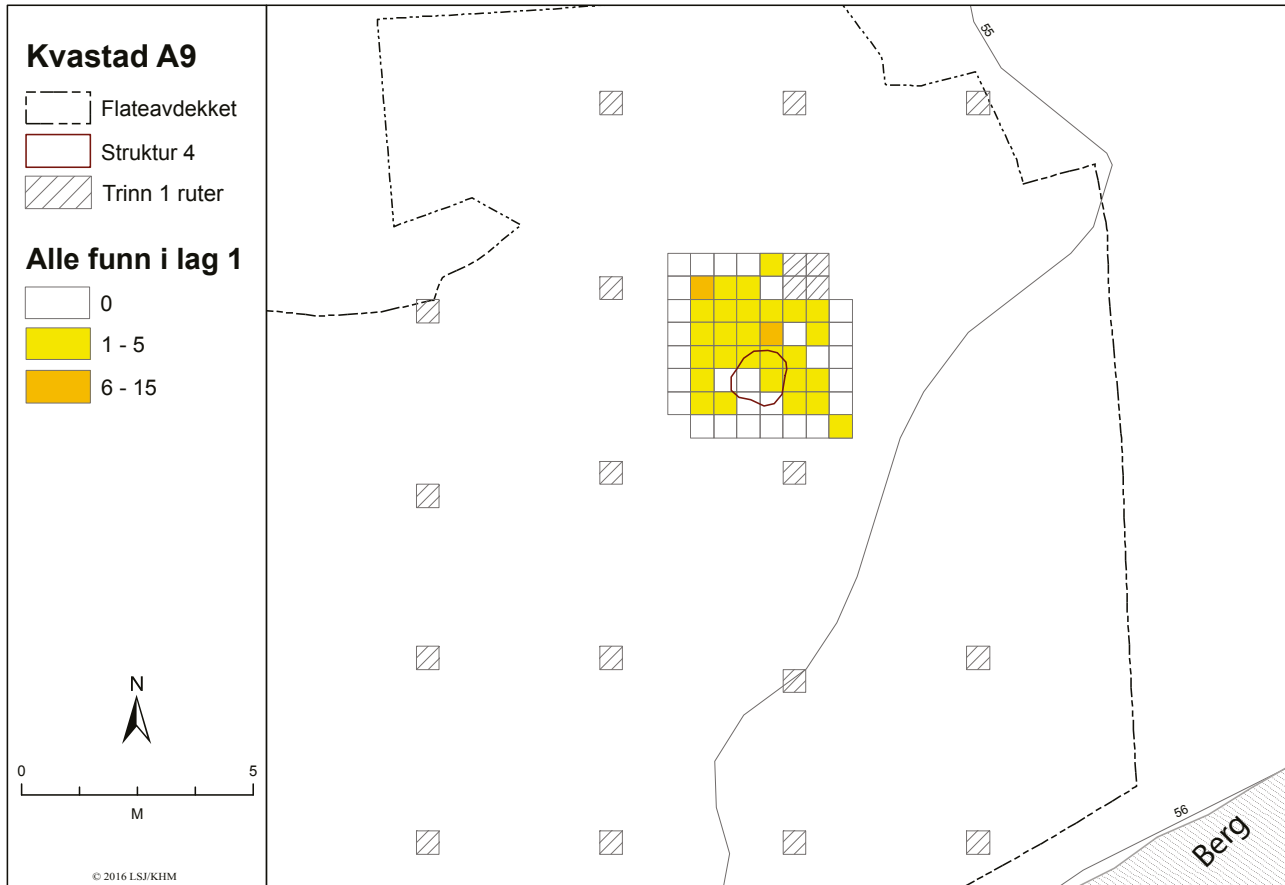 Kvastad A9
Flateavdekket
Struktur 4
Trinn 1 ruter
Alle funn i lag 1
0
1 - 5
6 - 15
N
0 5
M
© 2016 LSJ/KHM
55
56
Berg